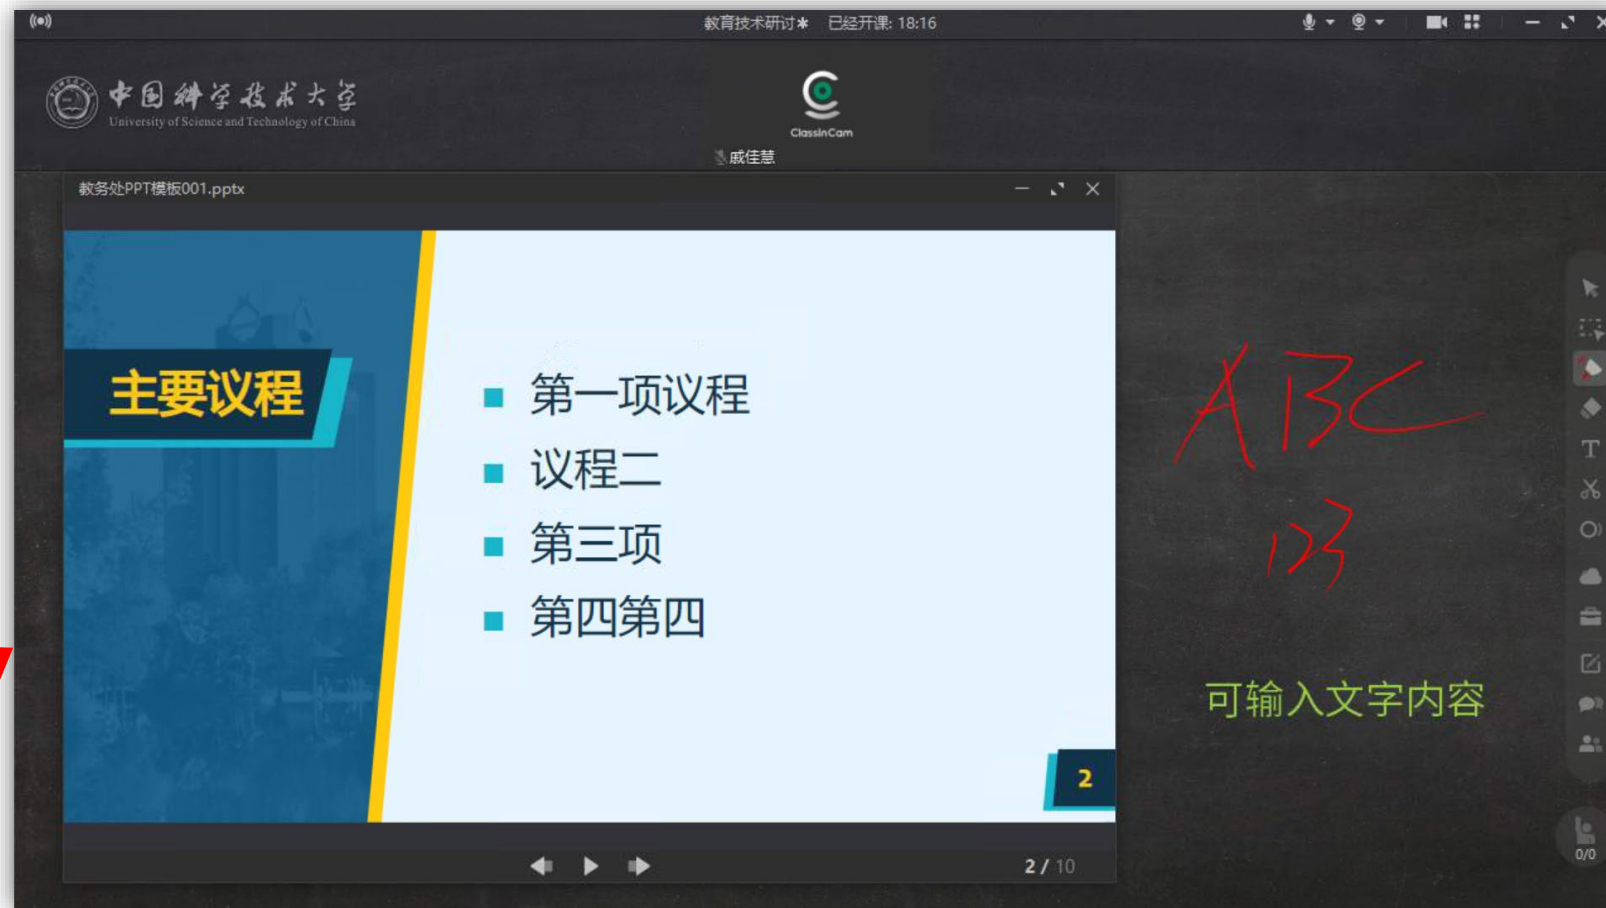 教育技术研讨* 已经开课: 18:16
中国科学技术大学
University of Science and Technology of China
ClassInCam
戚佳慧
教务处PPT模板001.pptx
主要议程
第一项议程
议程二
第三项
第四第四
2
2 / 10
ABC
123
可输入文字内容
T
0/0